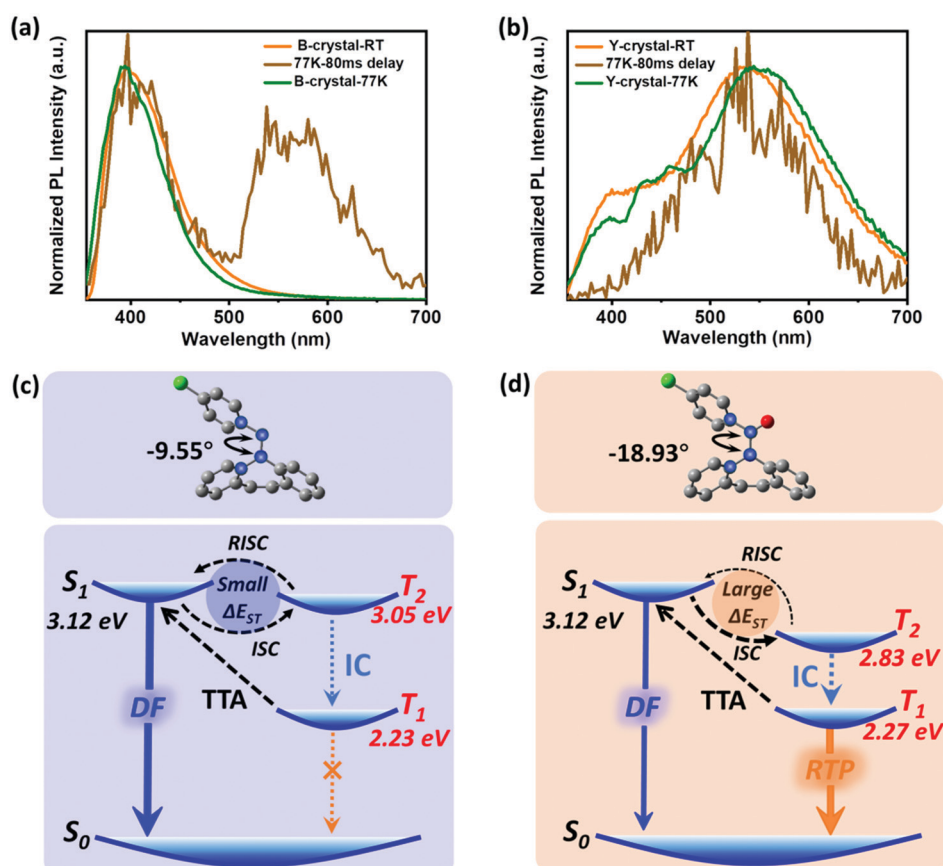 (a)
Normalized PL Intensity (a.u.)
B-crystal-RT
77K-80ms delay
B-crystal-77K
400 500 600 700
Wavelength (nm)
(b)
Normalized PL Intensity (a.u.)
Y-crystal-RT
77K-80ms delay
Y-crystal-77K
400 500 600 700
Wavelength (nm)
(c)
-9.55°
RISC
S1
Small
ΔEST
T2
3.12 eV
3.05 eV
ISC
IC
TTA
DF
T1
2.23 eV
×
S0
(d)
-18.93°
RISC
S1
Large
ΔEST
3.12 eV
T2
ISC
2.83 eV
IC
TTA
DF
T1
2.27 eV
RTP
S0